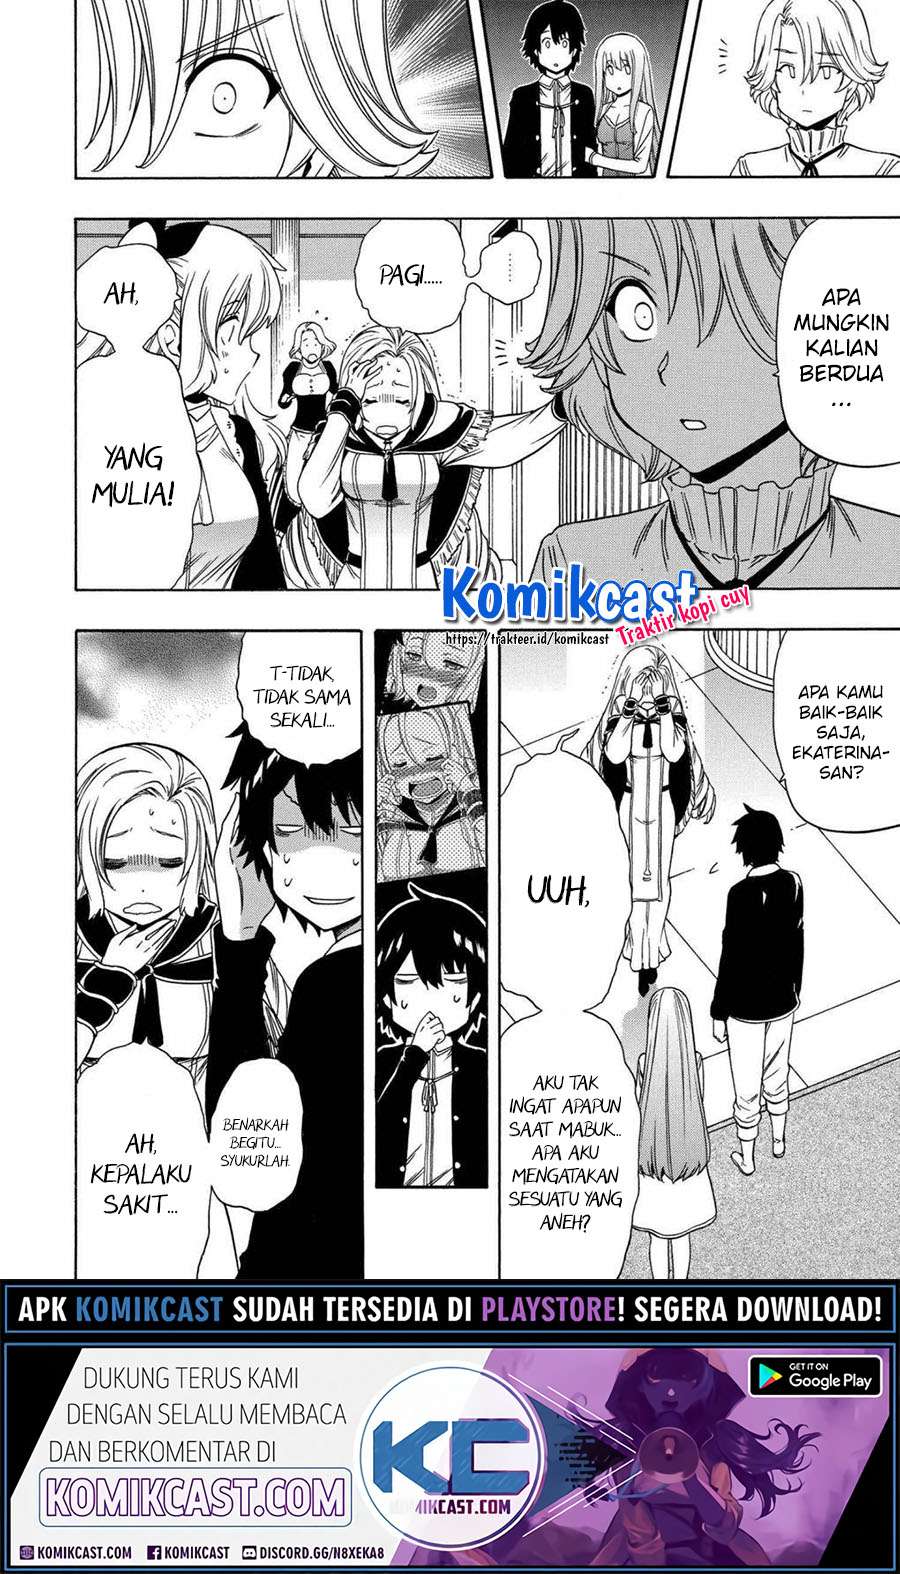 APA
MUNGKIN
KALIAN
BERDUA
...
......
PAGI.....
AH,
YANG
MULIA!
Komikcast
https://trakteer.id/komikcast
Traktir kopi cuy
APA KAMU
BAIK-BAIK
SAJA,
EKATERINA-
SAN?
UUH,
AKU TAK
INGAT APAPUN
SAAT MABUK...
APA AKU
MENGATAKAN
SESUATU YANG
ANEH?
T-TIDAK,
TIDAK SAMA
SEKALI...
BENARKAH
BEGITU...
SYUKURLAH.
AH,
KEPALAKU
SAKIT...
APK KOMIKCAST SUDAH TERSEDIA DI PLAYSTORE! SEGERA DOWNLOAD!
DUKUNG TERUS KAMI
DENGAN SELALU MEMBACA
DAN BERKOMENTAR DI
KOMIKCAST.COM
KOMIKCAST.COM
KOMIKCAST
DISCORD.GG/N8XEKA8
KC
KOMIKCAST.COM
GET IT ON
Google Play